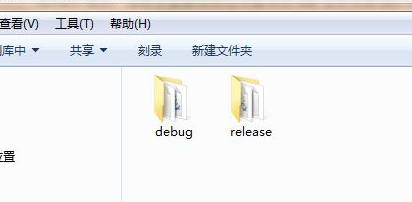 查看(V) 工具(T) 帮助(H)
库中 共享 刻录 新建文件夹
debug release
位置